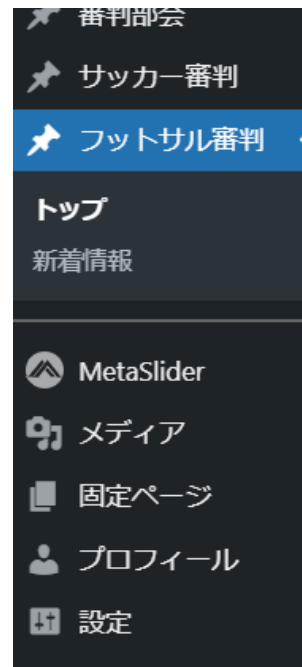 審判部会
サッカー審判
フットサル審判
トップ
新着情報
MetaSlider
メディア
固定ページ
プロフィール
設定